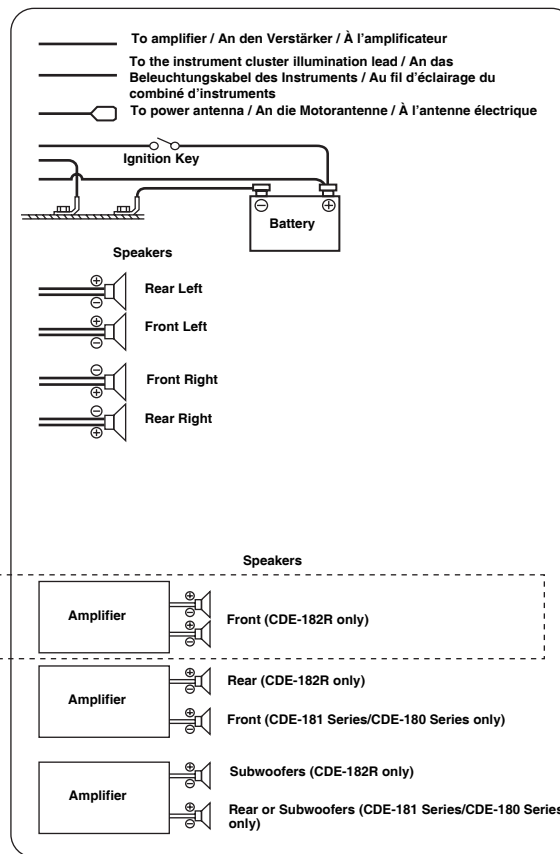 To amplifier / An den Verstärker / À l'amplificateur
To the instrument cluster illumination lead / An das
Beleuchtungskabel des Instruments / Au fil d'éclairage du
combiné d'instruments
To power antenna / An die Motorantenne / À l'antenne électrique
Ignition Key
⊖ ⊕
Battery
Speakers
⊕
Rear Left
⊖
⊕
Front Left
⊖
⊖
Front Right
⊕
⊖
Rear Right
⊕
Speakers
Amplifier
⊕
⊖
Front (CDE-182R only)
⊕
⊖
Amplifier
⊕
Rear (CDE-182R only)
⊖
⊕
Front (CDE-181 Series/CDE-180 Series only)
⊖
Amplifier
⊕
Subwoofers (CDE-182R only)
⊖
⊕
Rear or Subwoofers (CDE-181 Series/CDE-180 Series
only)
⊖